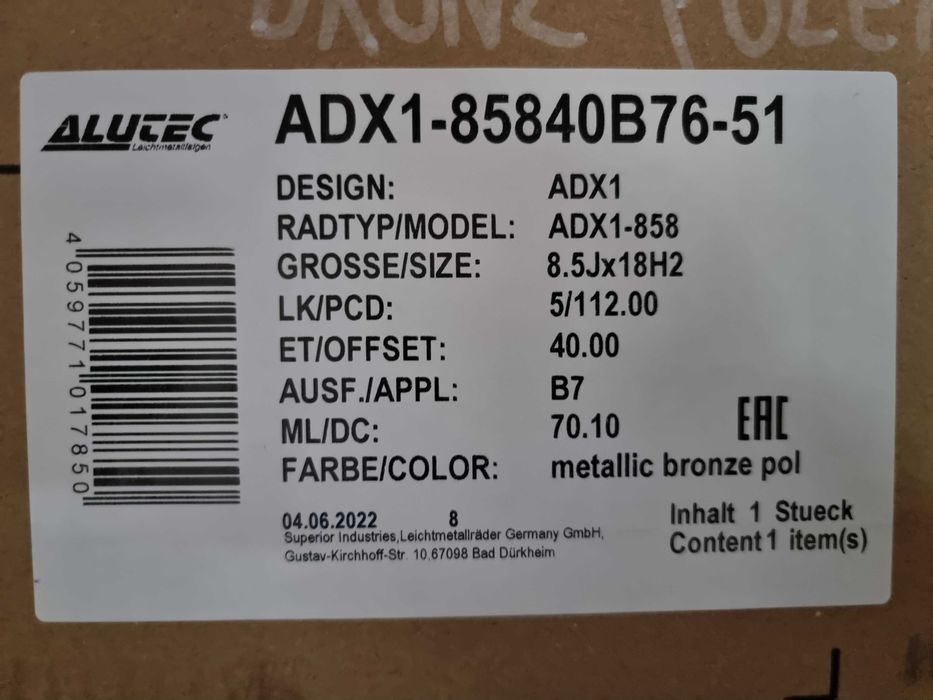 BRONZ POLER
ALUTEC
Leichtmetallfelgen
ADX1-85840B76-51
DESIGN: ADX1
RADTYP/MODEL: ADX1-858
GROSSE/SIZE: 8.5Jx18H2
LK/PCD: 5/112.00
ET/OFFSET: 40.00
AUSF./APPL: B7
ML/DC: 70.10
EAC
FARBE/COLOR: metallic bronze pol
4059771017850
04.06.2022 8
Superior Industries,Leichtmetallräder Germany GmbH,
Gustav-Kirchhoff-Str. 10,67098 Bad Dürkheim
Inhalt 1 Stueck
Content 1 item(s)